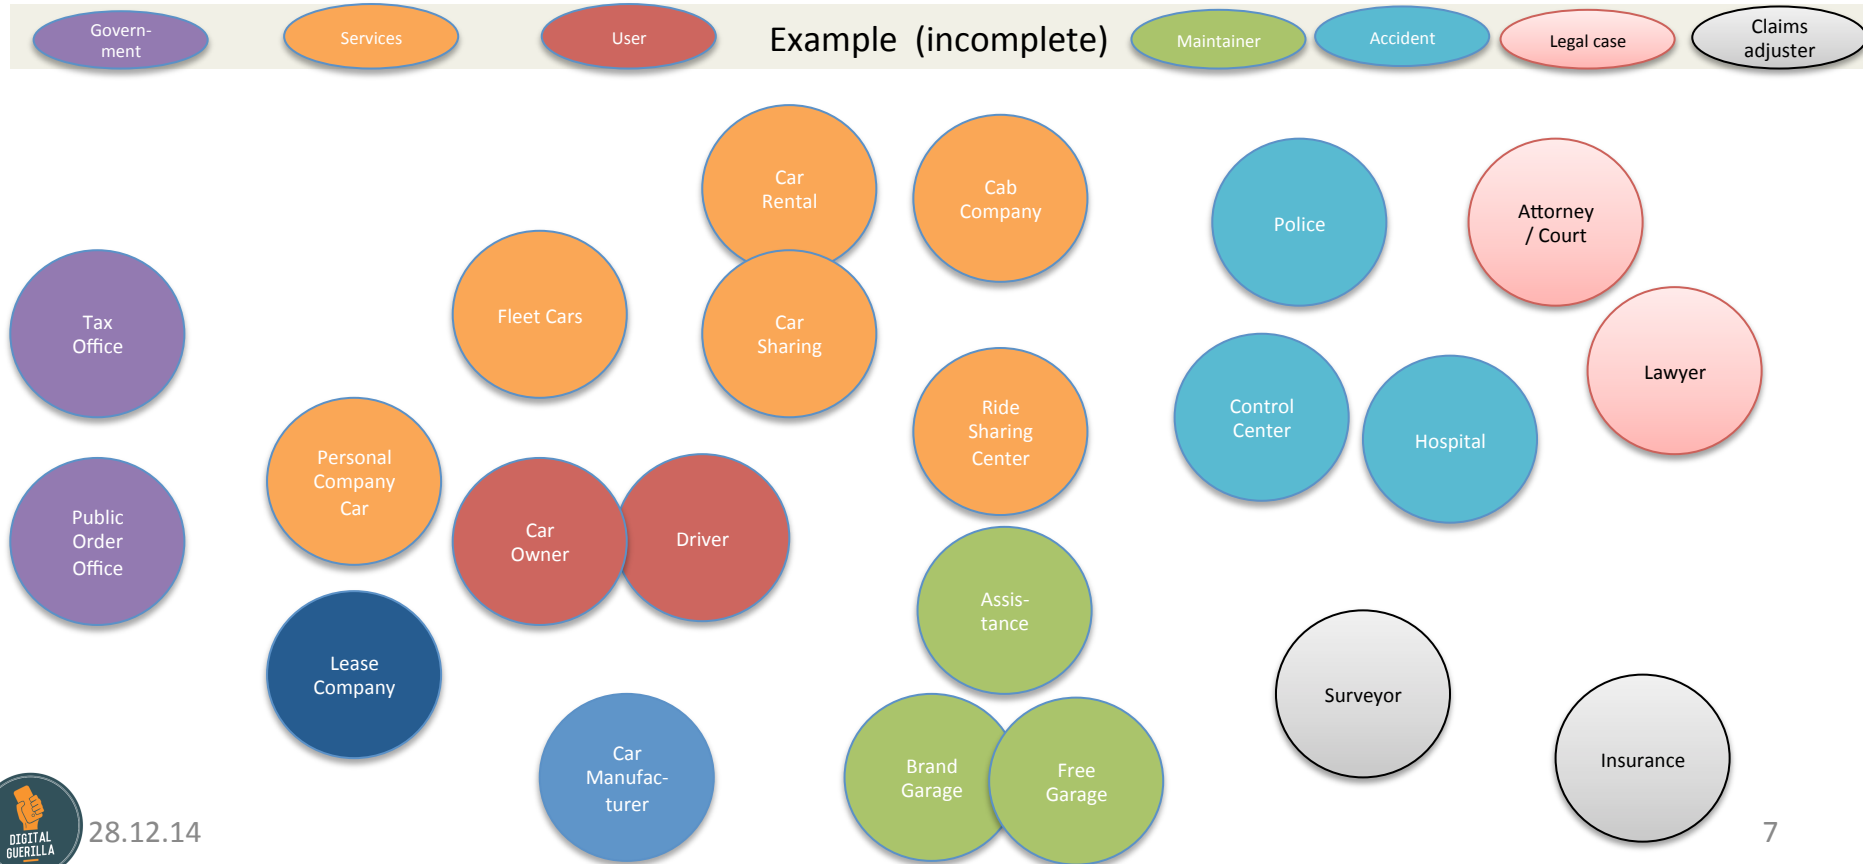 Govern-
ment
Services
User
Example (incomplete)
Maintainer
Accident
Legal case
Claims
adjuster
Car
Rental
Cab
Company
Police
Attorney
/ Court
Tax
Office
Fleet Cars
Car
Sharing
Lawyer
Personal
Company
Car
Ride
Sharing
Center
Control
Center
Hospital
Public
Order
Office
Car
Owner
Driver
Assis-
tance
Lease
Company
Surveyor
Car
Manufac-
turer
Brand
Garage
Free
Garage
Insurance
DIGITAL
GUERILLA
28.12.14
7